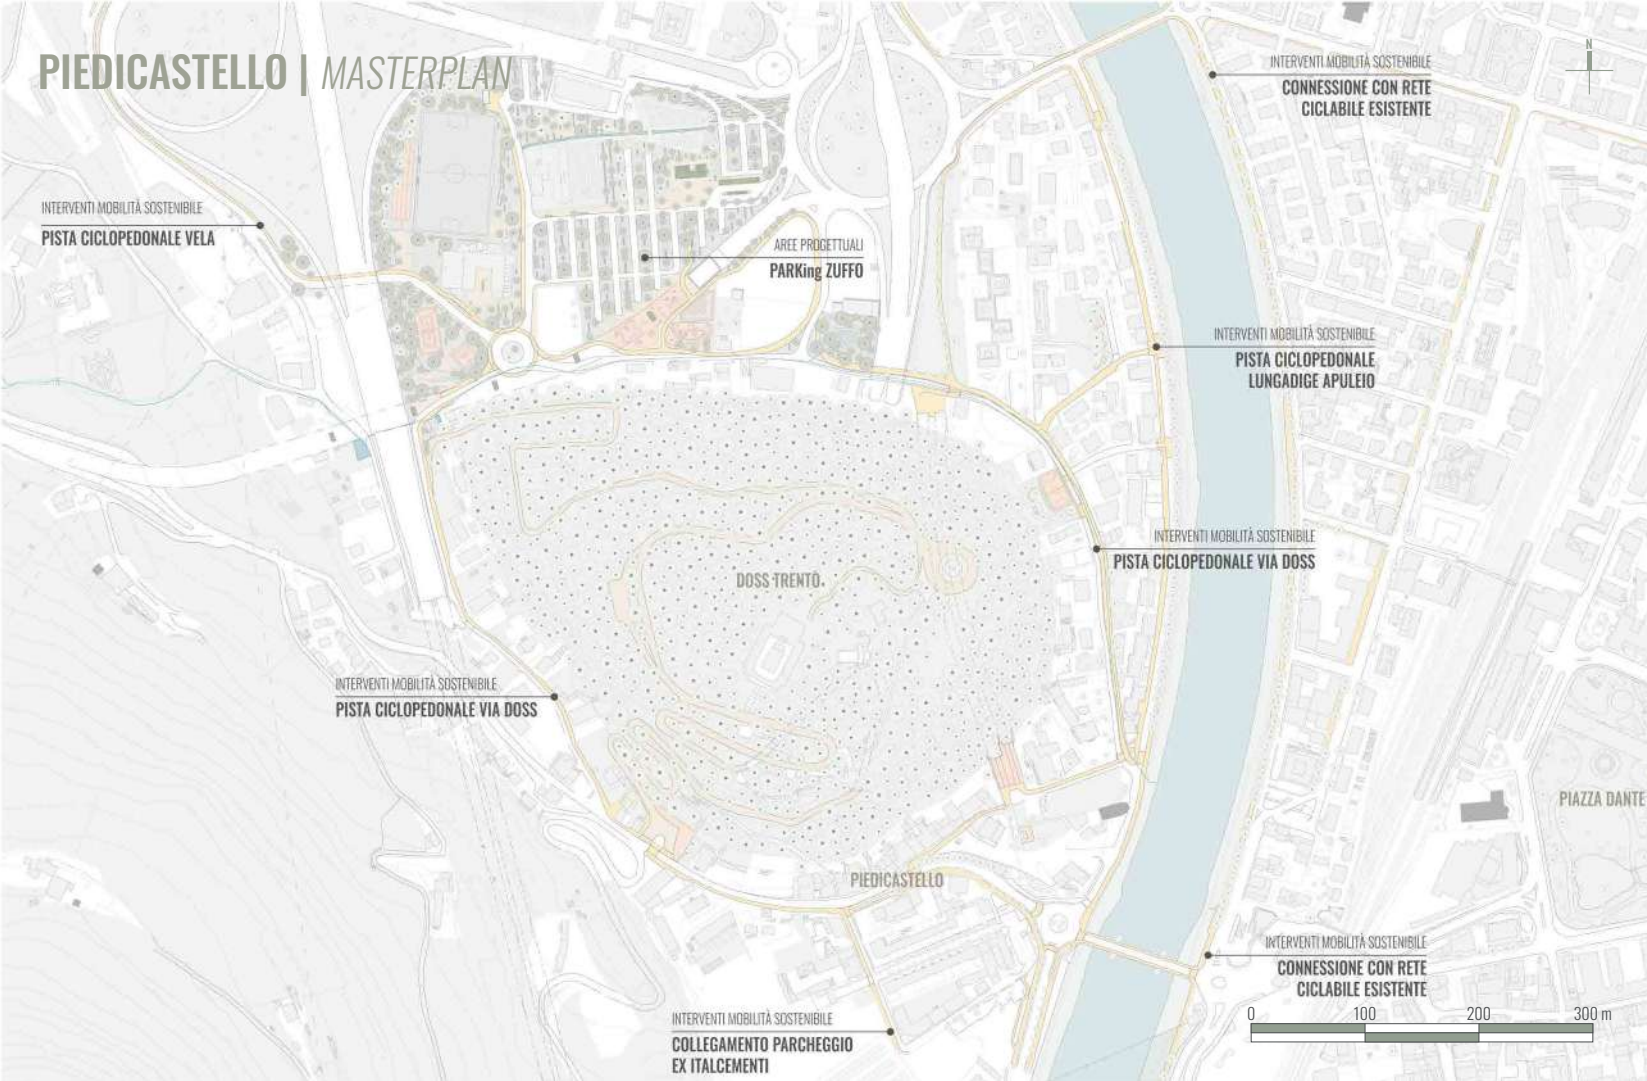 PIEDICASTELLO | MASTERPLAN
N
INTERVENTI MOBILITÀ SOSTENIBILE
CONNESSIONE CON RETE
CICLABILE ESISTENTE
INTERVENTI MOBILITÀ SOSTENIBILE
PISTA CICLOPEDONALE VELA
AREE PROGETTUALI
PARKing ZUFFO
INTERVENTI MOBILITÀ SOSTENIBILE
PISTA CICLOPEDONALE
LUNGADIGE APULEIO
INTERVENTI MOBILITÀ SOSTENIBILE
PISTA CICLOPEDONALE VIA DOSS
DOSS TRENTO
INTERVENTI MOBILITÀ SOSTENIBILE
PISTA CICLOPEDONALE VIA DOSS
PIAZZA DANTE
PIEDICASTELLO
INTERVENTI MOBILITÀ SOSTENIBILE
CONNESSIONE CON RETE
CICLABILE ESISTENTE
0 100 200 300 m
INTERVENTI MOBILITÀ SOSTENIBILE
COLLEGAMENTO PARCHEGGIO
EX ITALCEMENTI